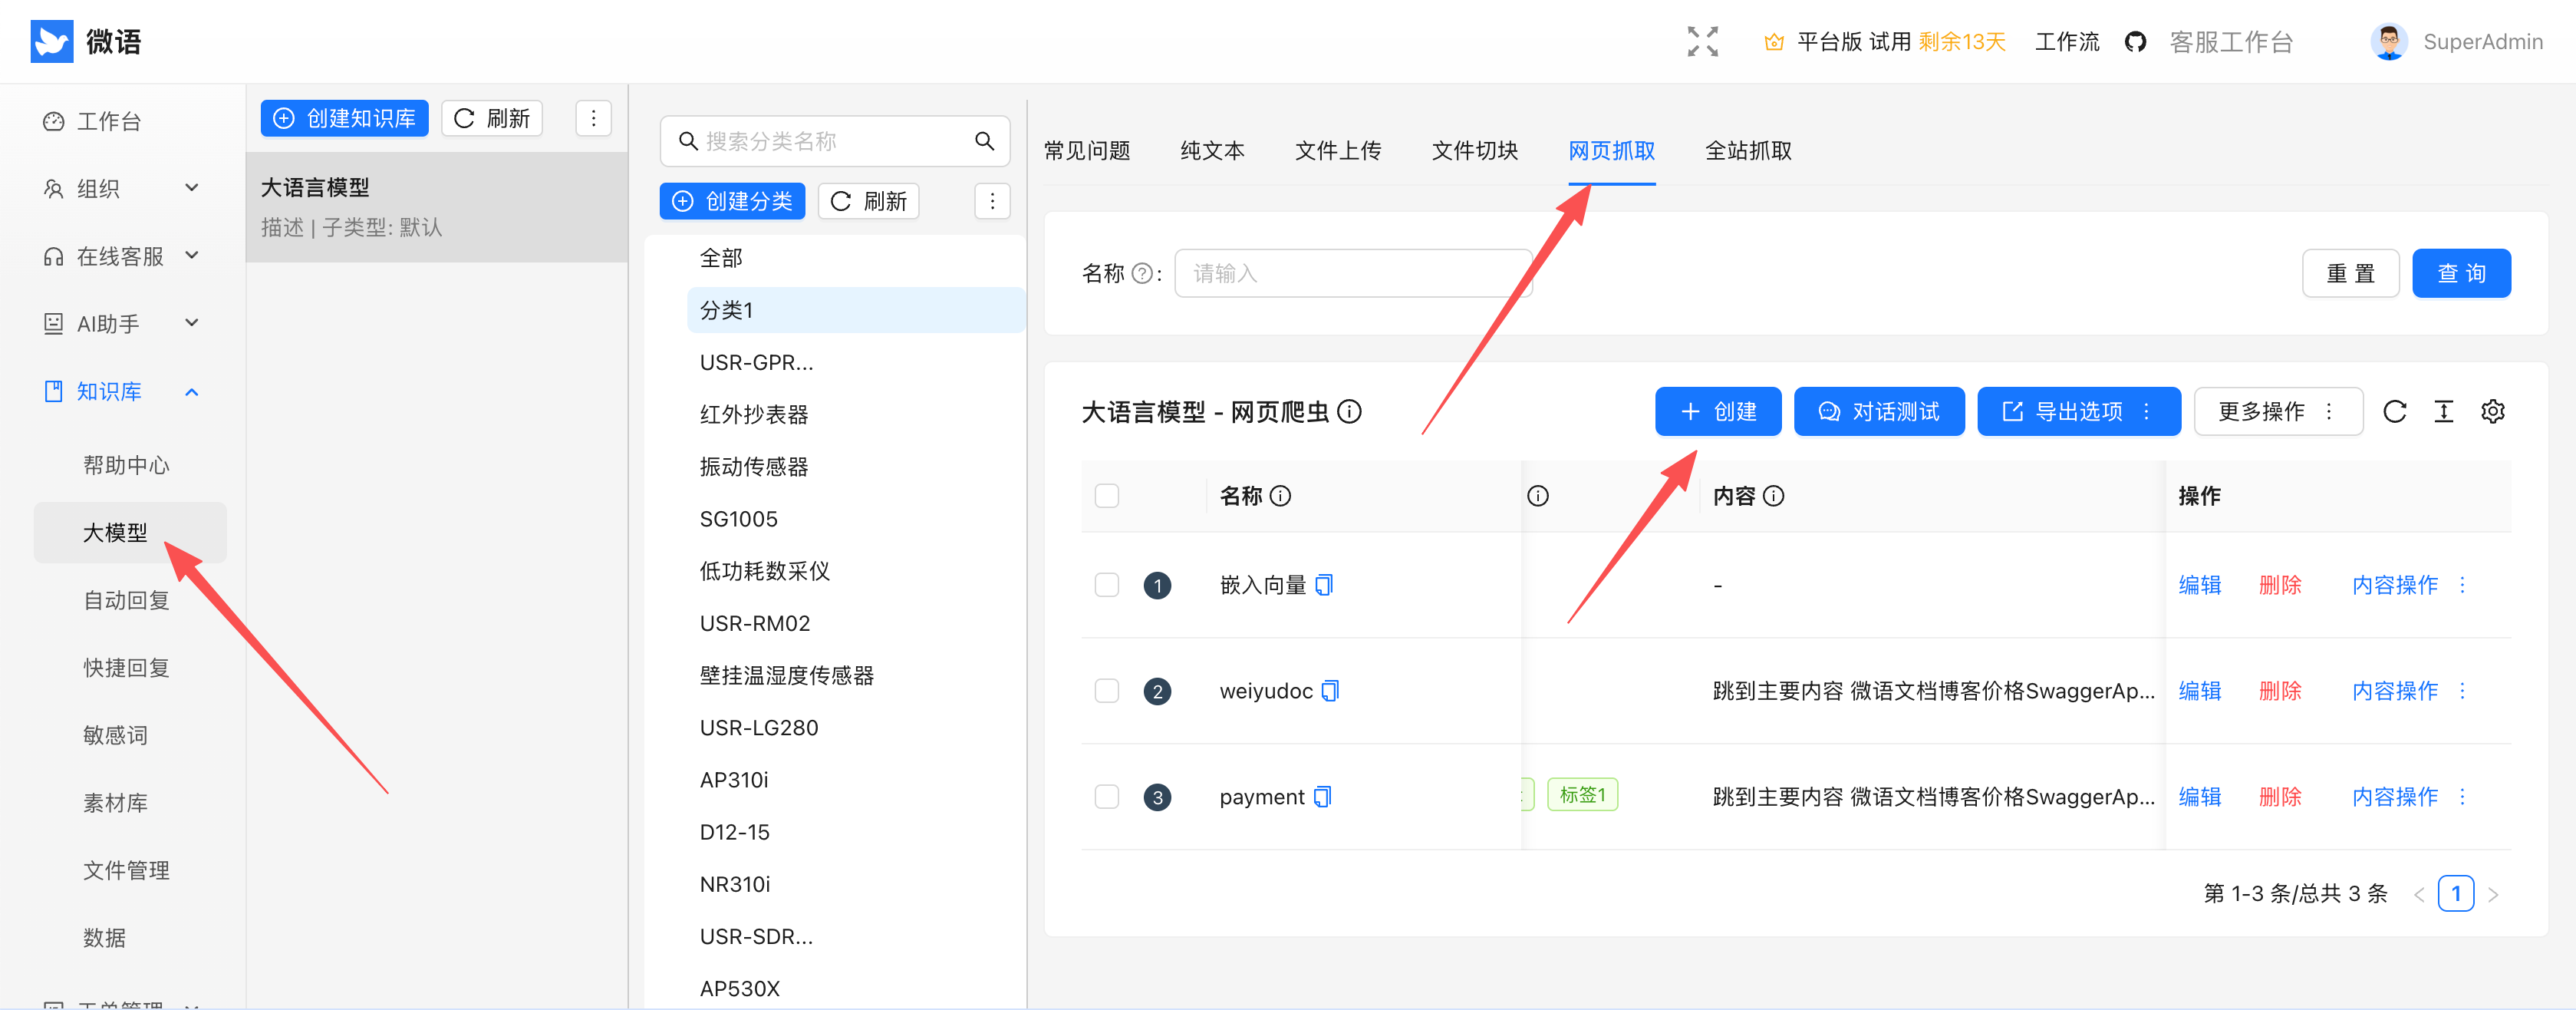 微语
平台版 试用 剩余13天 工作流 客服工作台 SuperAdmin
工作台
组织
在线客服
AI助手
知识库
帮助中心
大模型
自动回复
快捷回复
敏感词
素材库
文件管理
数据
工单管理
创建知识库 刷新
大语言模型
描述 | 子类型: 默认
搜索分类名称
创建分类 刷新
全部
分类1
USR-GPR...
红外抄表器
振动传感器
SG1005
低功耗数采仪
USR-RM02
壁挂温湿度传感器
USR-LG280
AP310i
D12-15
NR310i
USR-SDR...
AP530X
常见问题 纯文本 文件上传 文件切块 网页抓取 全站抓取
名称 : 请输入 重 置 查 询
大语言模型 - 网页爬虫 创建 对话测试 导出选项 更多操作
名称 内容 操作
1 嵌入向量 - 编辑 删除 内容操作
2 weiyudoc 跳到主要内容 微语文档博客价格SwaggerAp... 编辑 删除 内容操作
3 payment 标签1 跳到主要内容 微语文档博客价格SwaggerAp... 编辑 删除 内容操作
第 1-3 条/总共 3 条 < 1 >